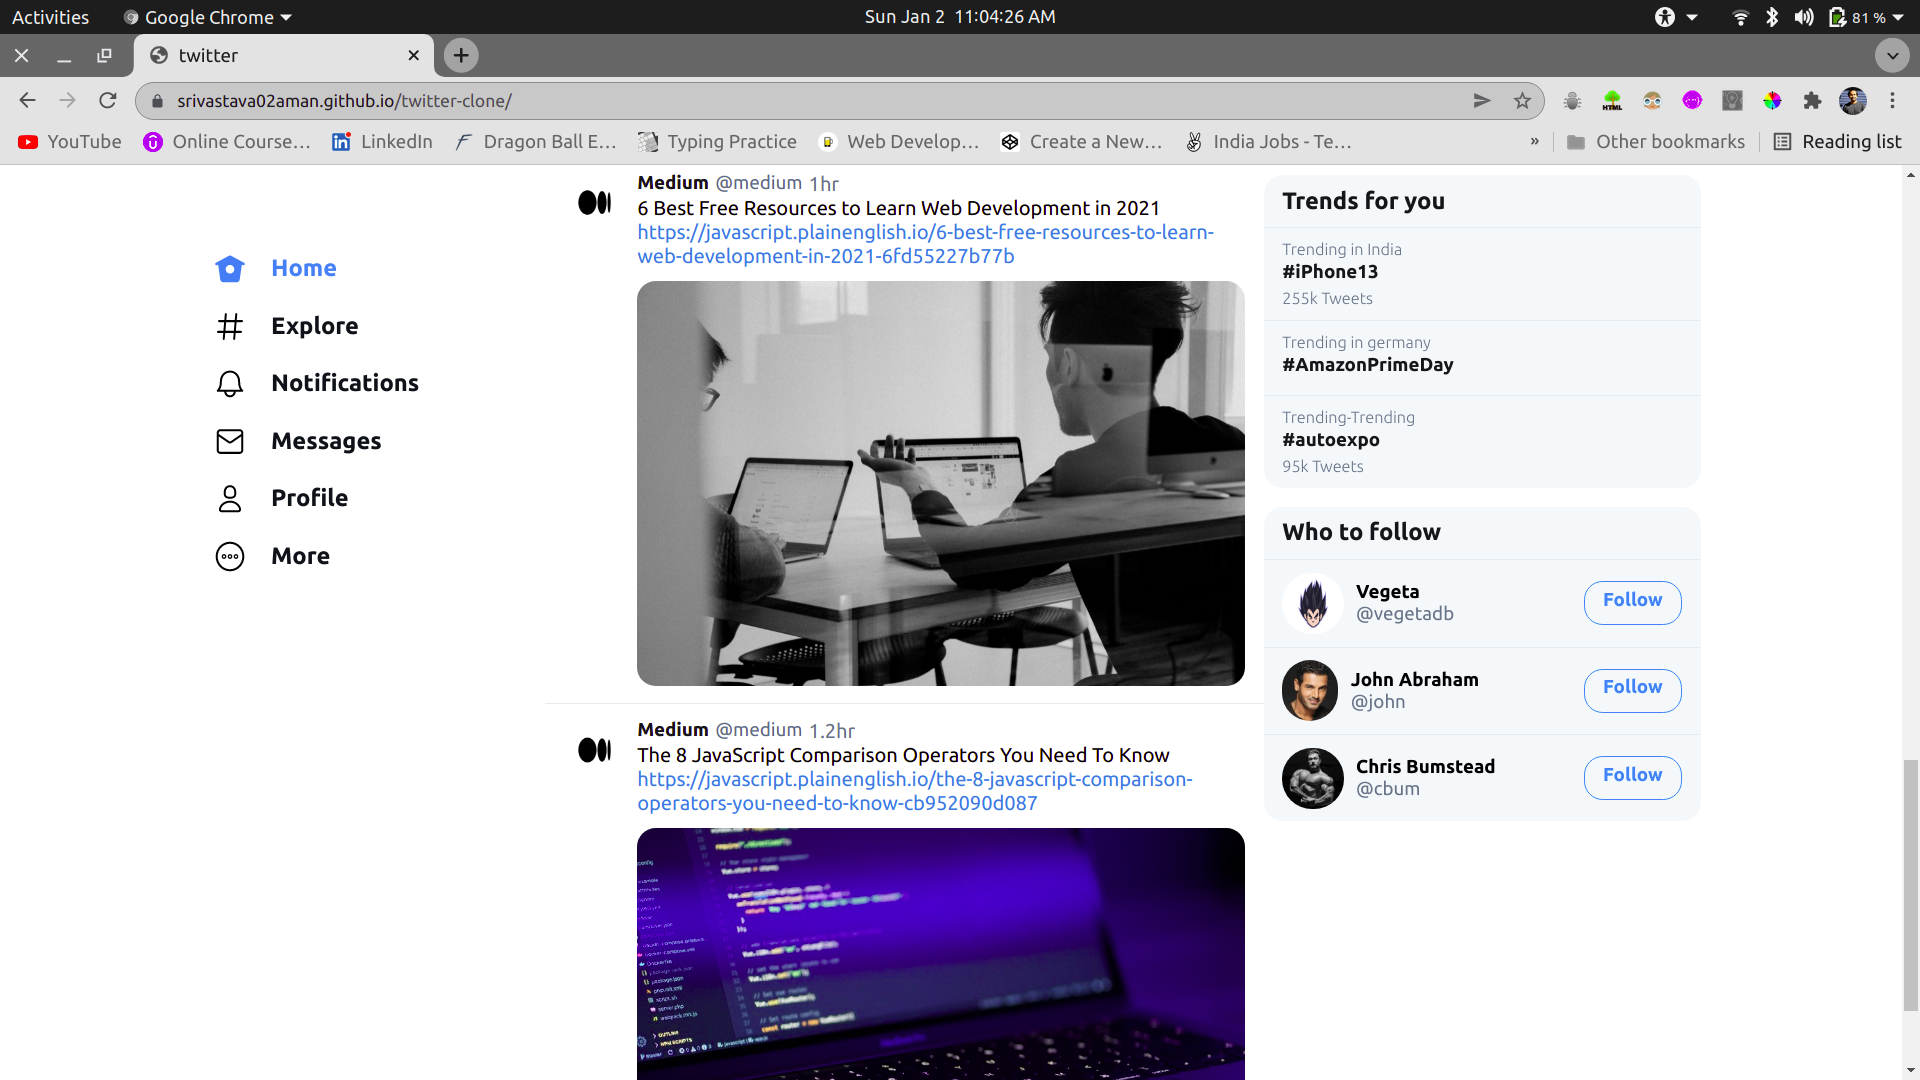 Activities
Google Chrome
Sun Jan 2 11:04:26 AM
81 %
twitter
srivastava02aman.github.io/twitter-clone/
HTML
YouTube
Online Course...
LinkedIn
Dragon Ball E...
Typing Practice
Web Develop...
Create a New...
India Jobs - Te...
»
Other bookmarks
Reading list
Home
Explore
Notifications
Messages
Profile
More
Medium @medium 1hr
6 Best Free Resources to Learn Web Development in 2021
https://javascript.plainenglish.io/6-best-free-resources-to-learn-
web-development-in-2021-6fd55227b77b
Medium @medium 1.2hr
The 8 JavaScript Comparison Operators You Need To Know
https://javascript.plainenglish.io/the-8-javascript-comparison-
operators-you-need-to-know-cb952090d087
Trends for you
Trending in India
#iPhone13
255k Tweets
Trending in germany
#AmazonPrimeDay
Trending-Trending
#autoexpo
95k Tweets
Who to follow
Vegeta
@vegetadb
Follow
John Abraham
@john
Follow
Chris Bumstead
@cbum
Follow